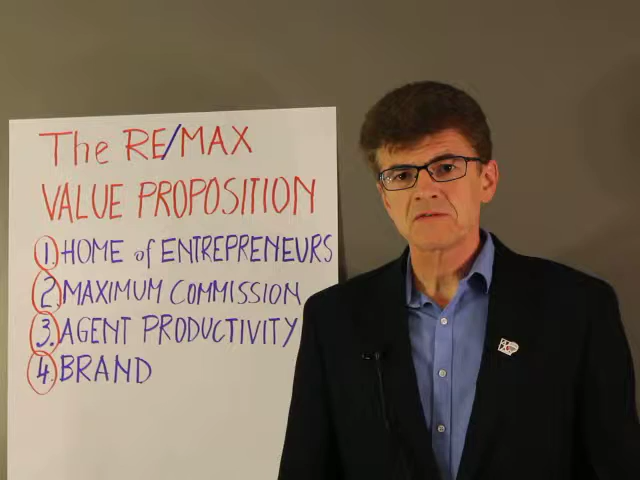 The RE/MAX
VALUE PROPOSITION
1. HOME of ENTREPRENEURS
2. MAXIMUM COMMISSION
3. AGENT PRODUCTIVITY
4. BRAND